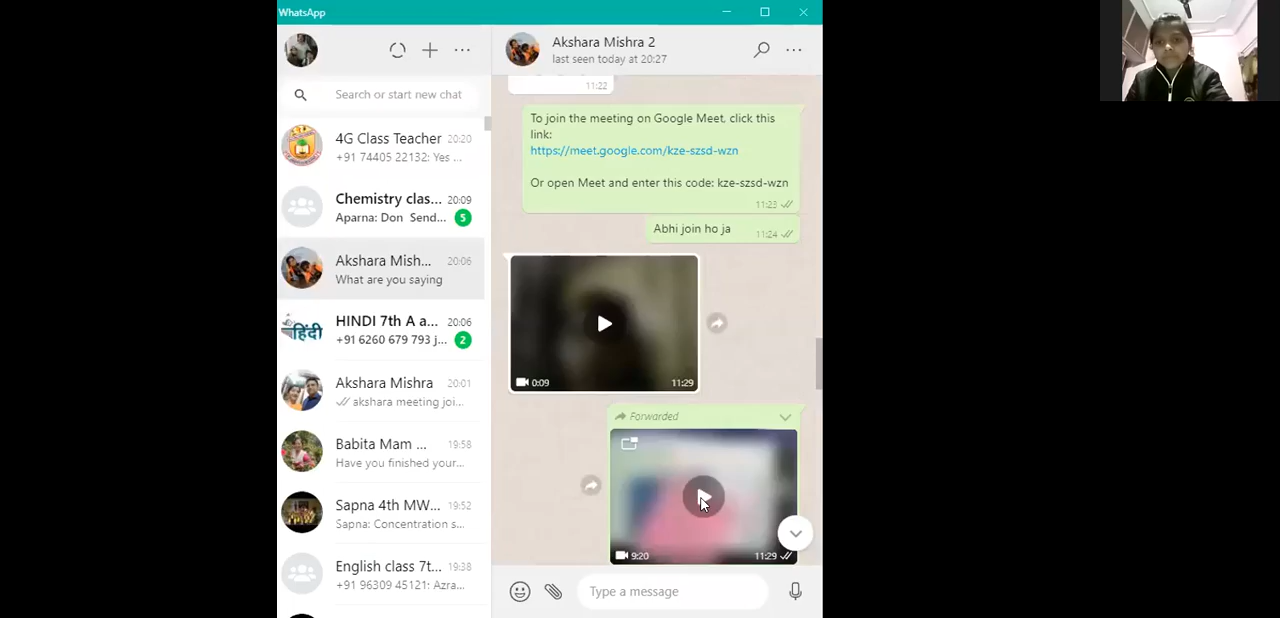 WhatsApp
Search or start new chat
4G Class Teacher 20:20
+91 74405 22132: Yes ...
Chemistry clas... 20:09
Aparna: Don Send... 5
Akshara Mish... 20:06
What are you saying
HINDI 7th A a... 20:06
+91 6260 679 793 j... 2
हिंदी
Akshara Mishra 20:01
akshara meeting joi...
Babita Mam ... 19:58
Have you finished your...
Sapna 4th MW... 19:52
Sapna: Concentration s...
English class 7t... 19:38
+91 96309 45121: Azra...
Akshara Mishra 2
last seen today at 20:27
11:22
To join the meeting on Google Meet, click this
link:
https://meet.google.com/kze-szsd-wzn
Or open Meet and enter this code: kze-szsd-wzn
11:23
Abhi join ho ja 11:24
0:09 11:29
Forwarded
9:20 11:29
Type a message